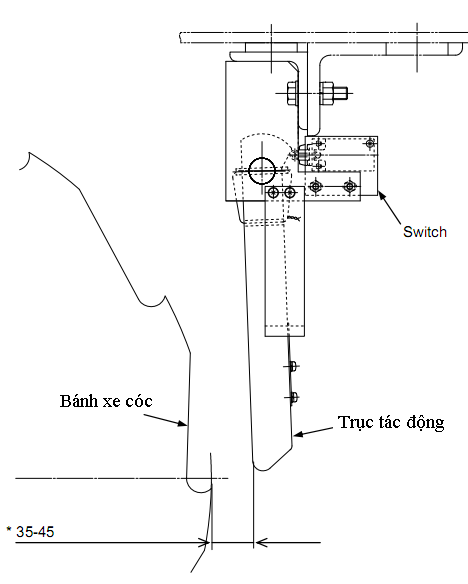 Switch
Bánh xe cóc
Trục tác động
* 35-45